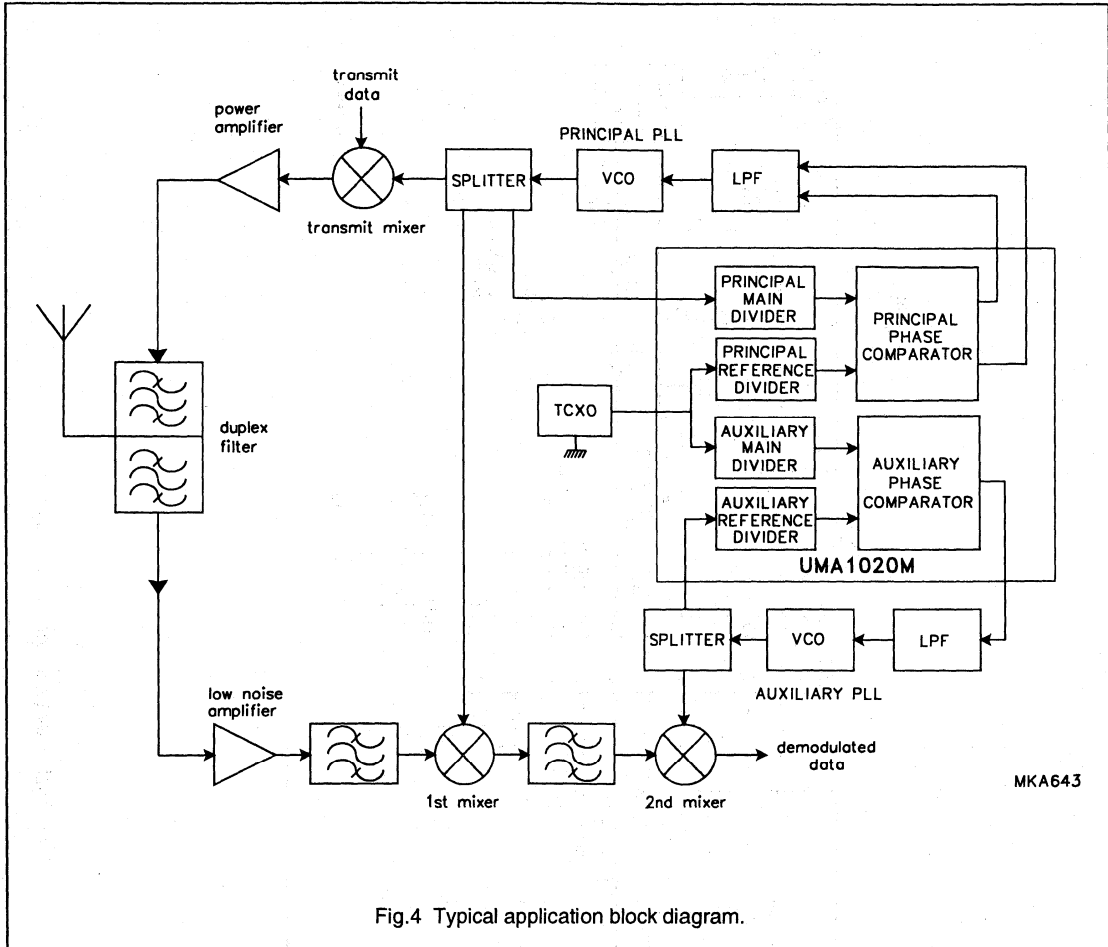 transmit
data
power
amplifier
PRINCIPAL PLL
SPLITTER
VCO
LPF
transmit mixer
PRINCIPAL
MAIN
DIVIDER
PRINCIPAL
PHASE
COMPARATOR
PRINCIPAL
REFERENCE
DIVIDER
TCXO
duplex
filter
AUXILIARY
MAIN
DIVIDER
AUXILIARY
PHASE
COMPARATOR
AUXILIARY
REFERENCE
DIVIDER
UMA1020M
SPLITTER
VCO
LPF
AUXILIARY PLL
low noise
amplifier
demodulated
data
1st mixer
2nd mixer
MKA643
Fig.4 Typical application block diagram.